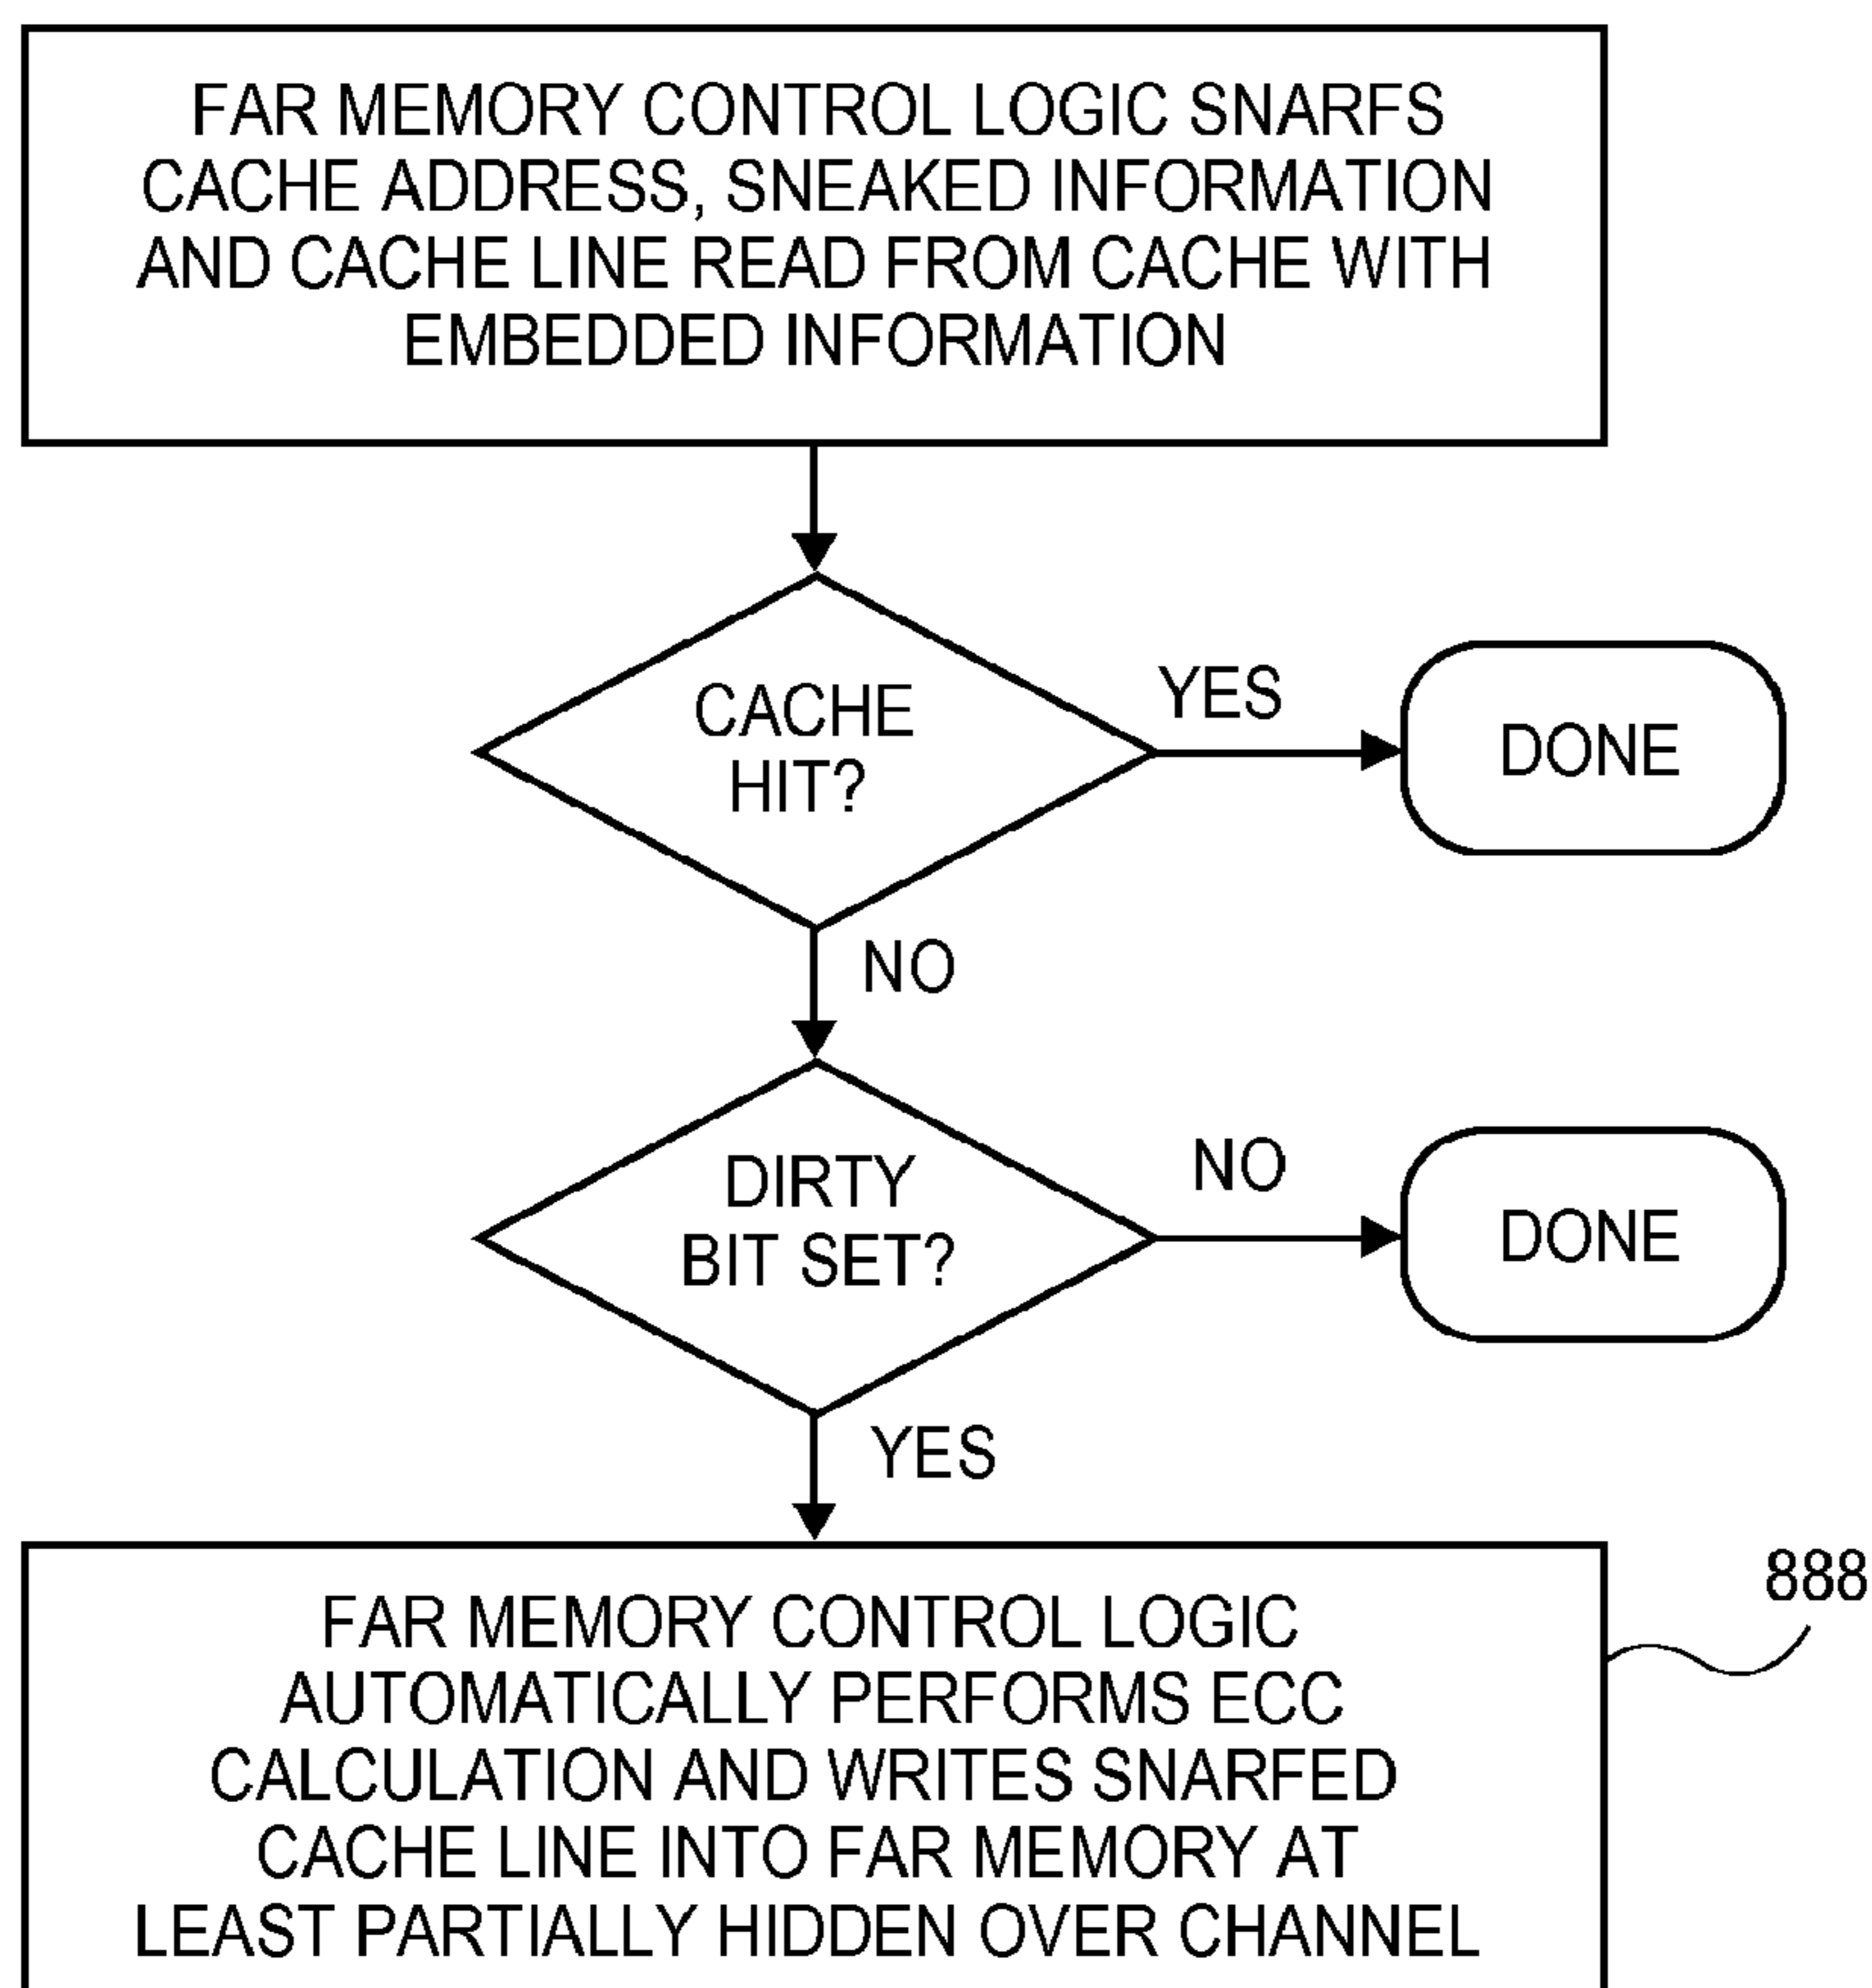 FAR MEMORY CONTROL LOGIC SNARFS
CACHE ADDRESS, SNEAKED INFORMATION
AND CACHE LINE READ FROM CACHE WITH
EMBEDDED INFORMATION
CACHE
HIT?
YES
DONE
NO
DIRTY
BIT SET?
NO
DONE
YES
888
FAR MEMORY CONTROL LOGIC
AUTOMATICALLY PERFORMS ECC
CALCULATION AND WRITES SNARFED
CACHE LINE INTO FAR MEMORY AT
LEAST PARTIALLY HIDDEN OVER CHANNEL